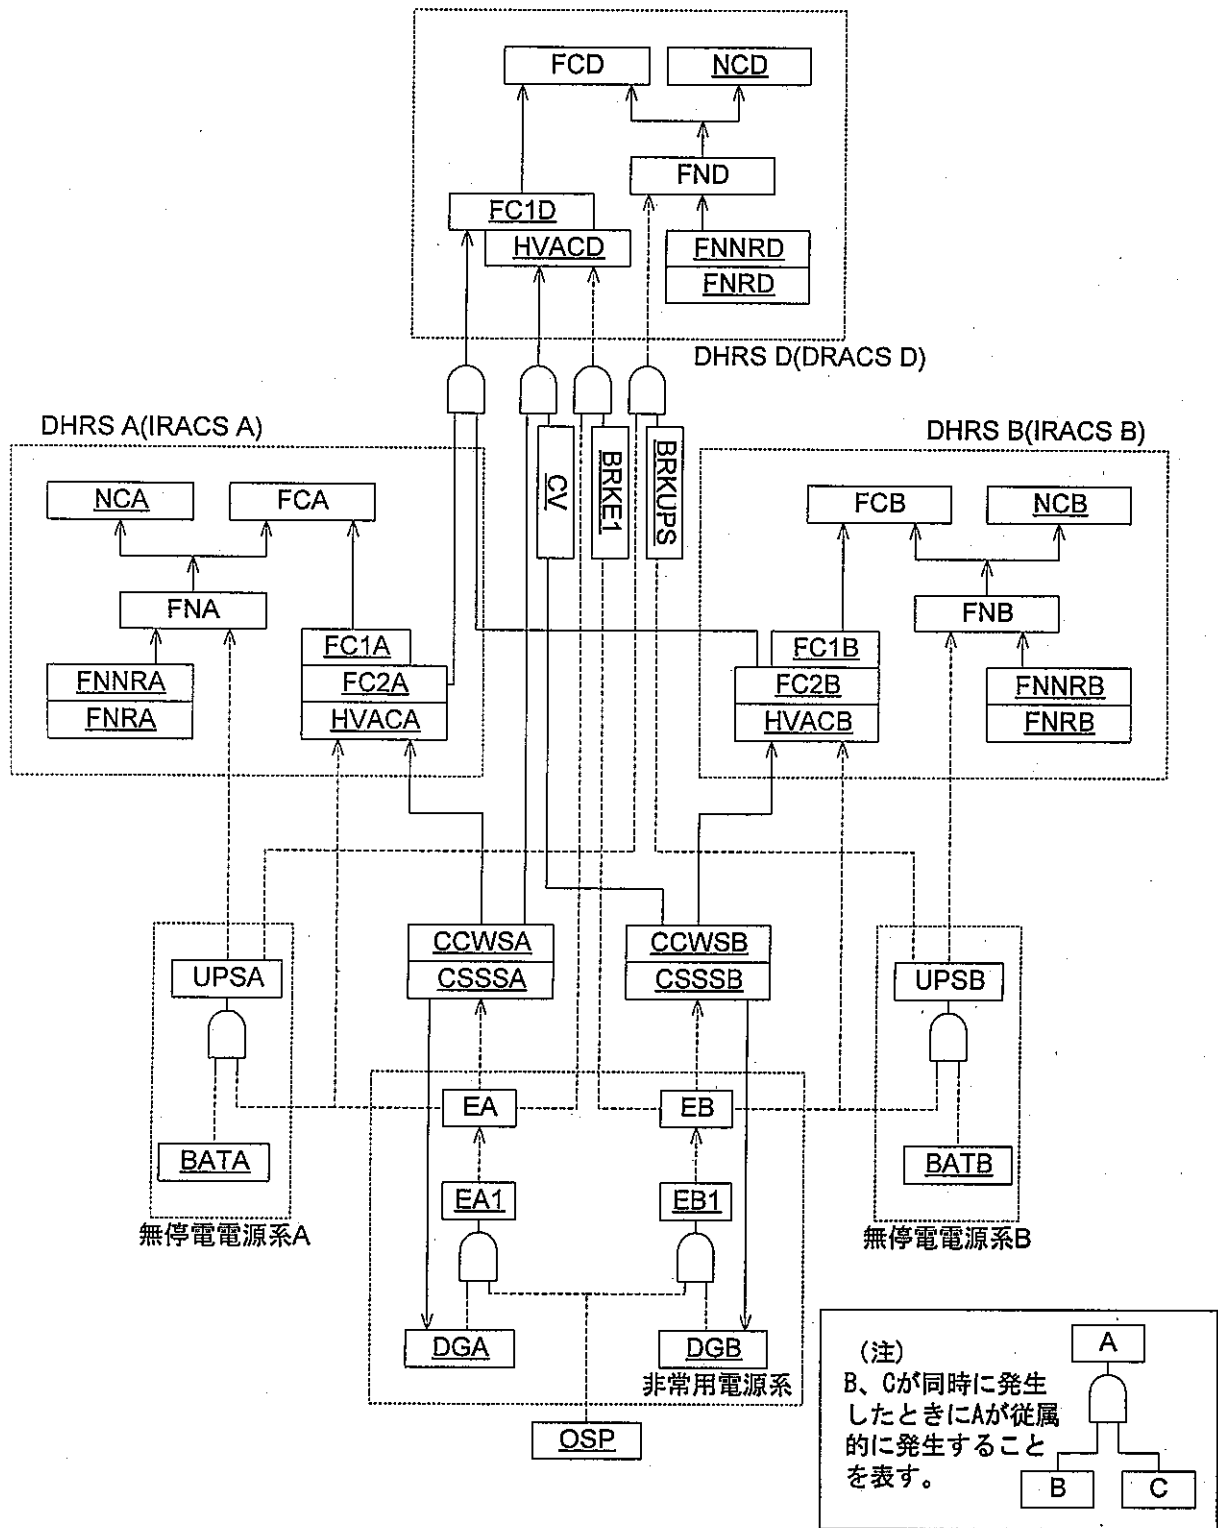 FCD
NCD
FND
FC1D
HVACD
FNNRD
FNRD
DHRS D(DRACS D)
DHRS A(IRACS A)
DHRS B(IRACS B)
NCA
FCA
CV
BRKE1
BRKUPS
FCB
NCB
FNA
FNB
FC1A
FC1B
FNNRA
FC2A
FC2B
FNNRB
FNRA
HVACA
HVACB
FNRB
CCWSA
CCWSB
UPSA
CSSSA
CSSSB
UPSB
EA
EB
BATA
BATB
EA1
EB1
無停電電源系A
無停電電源系B
DGA
DGB
非常用電源系
OSP
(注)
A
B、Cが同時に発生
したときにAが従属
的に発生すること
を表す。
B
C